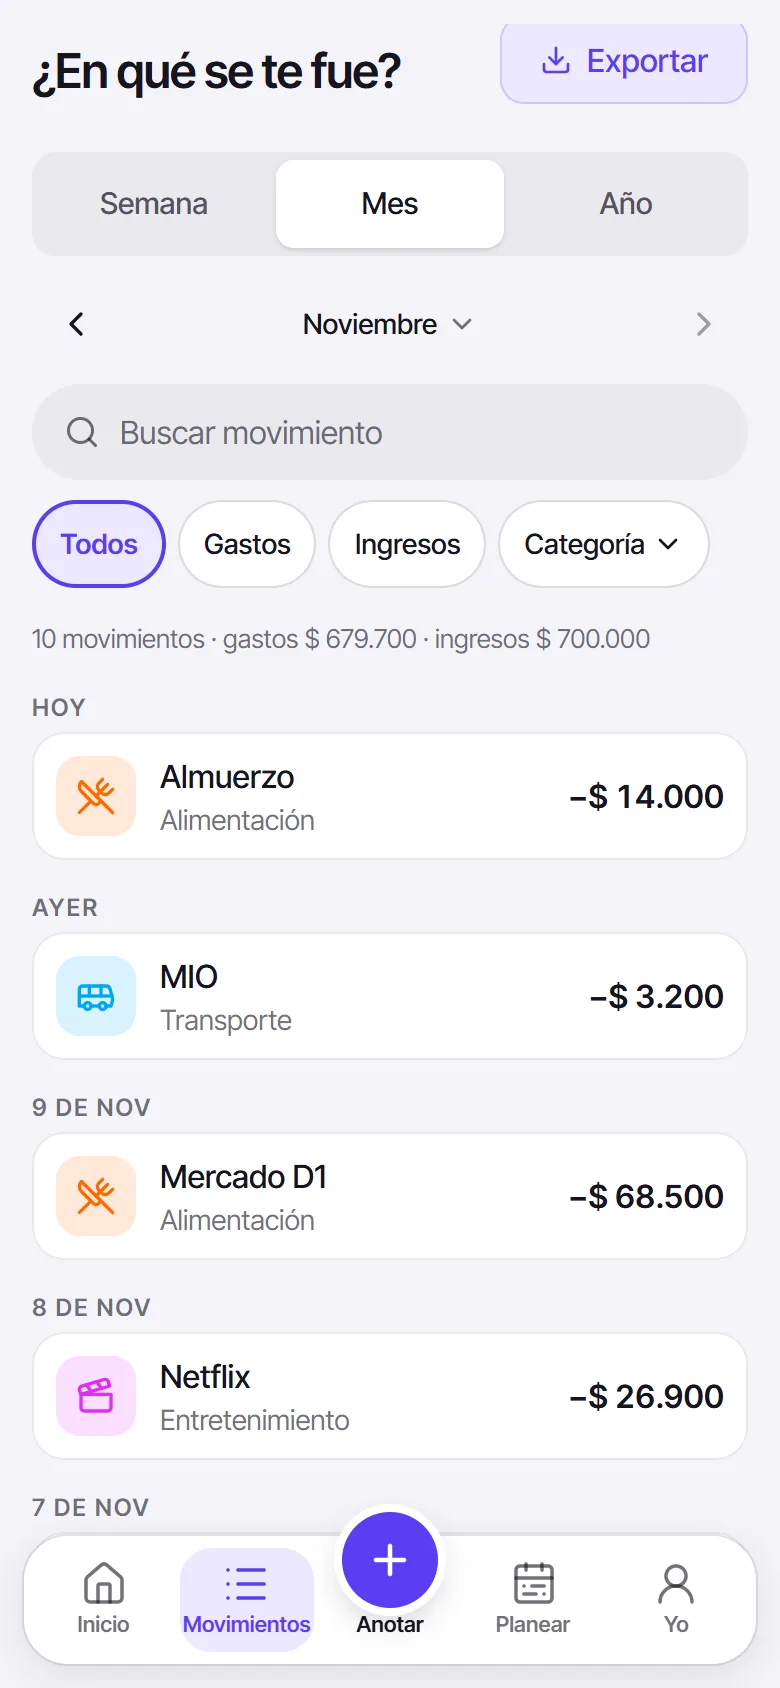 ¿En qué se te fue?
Exportar
Semana
Mes
Año
Noviembre
Buscar movimiento
Todos
Gastos
Ingresos
Categoría
10 movimientos · gastos $ 679.700 · ingresos $ 700.000
HOY
Almuerzo
Alimentación
−$ 14.000
AYER
MIO
Transporte
−$ 3.200
9 DE NOV
Mercado D1
Alimentación
−$ 68.500
8 DE NOV
Netflix
Entretenimiento
−$ 26.900
7 DE NOV
Inicio
Movimientos
Anotar
Planear
Yo